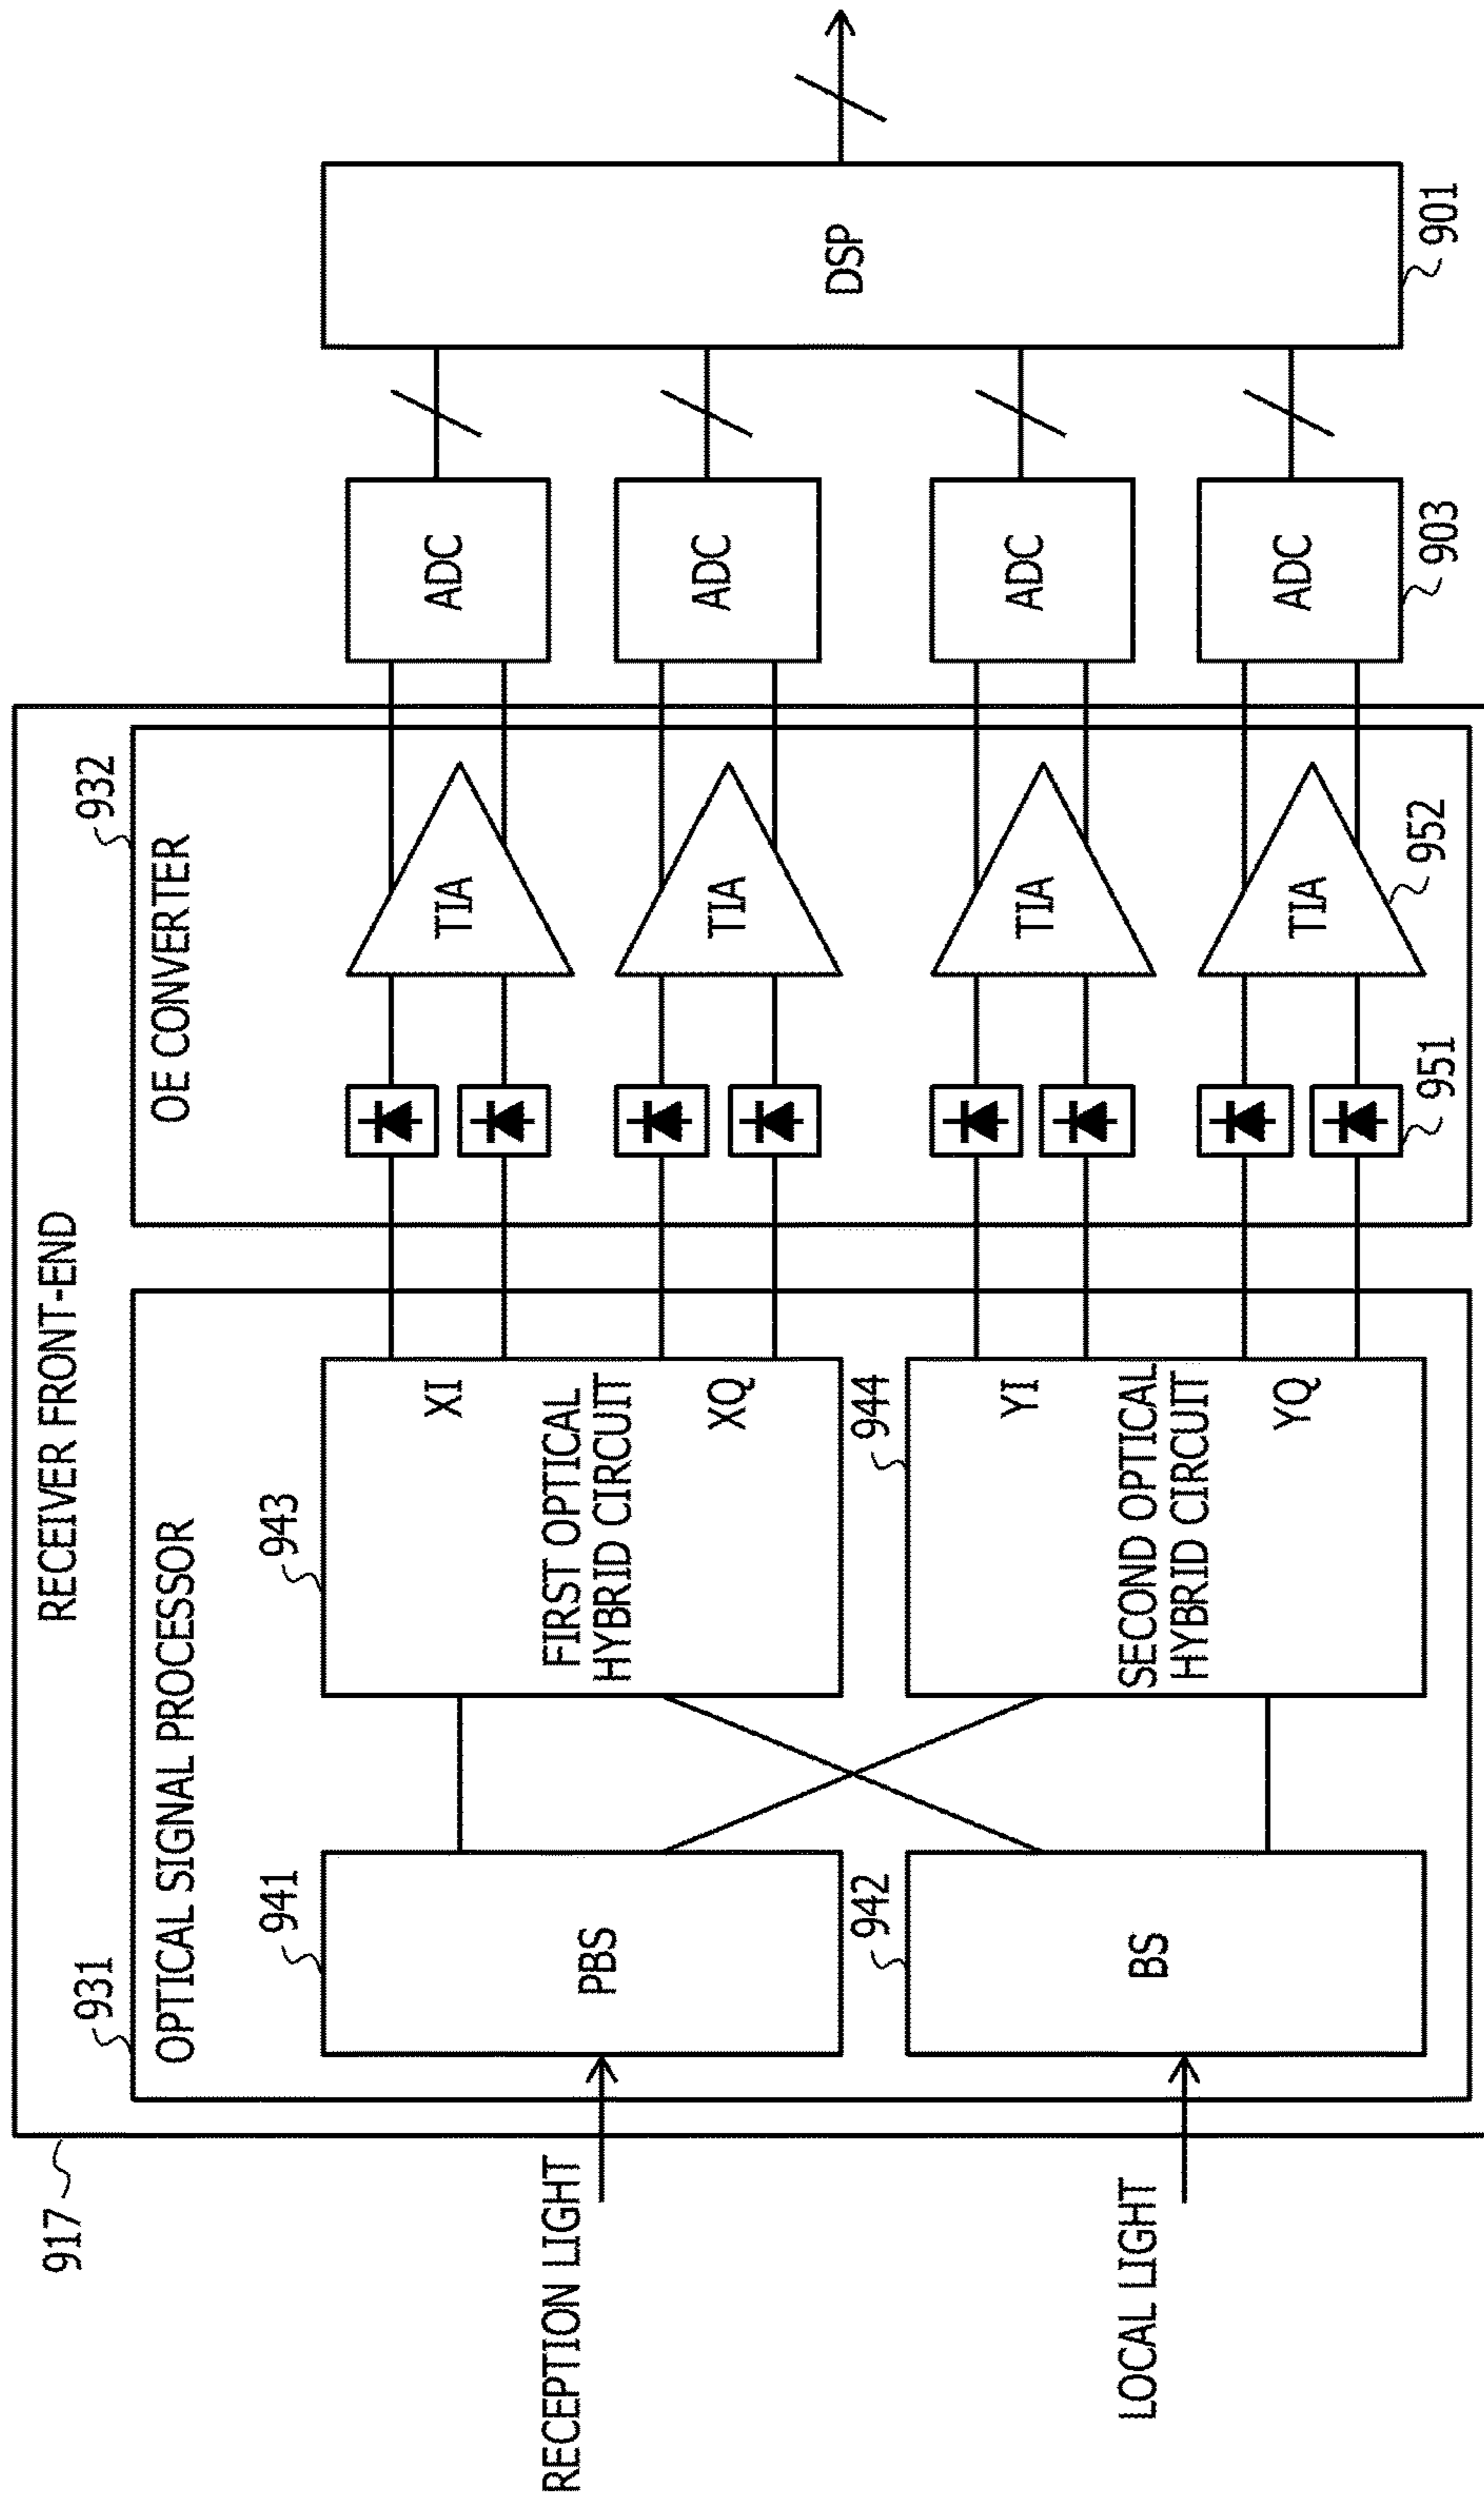 917
RECEIVER FRONT-END
931
OPTICAL SIGNAL PROCESSOR
932
OE CONVERTER
RECEPTION LIGHT
LOCAL LIGHT
941
PBS
942
BS
943
FIRST OPTICAL
HYBRID CIRCUIT
XI
XQ
944
SECOND OPTICAL
HYBRID CIRCUIT
YI
YQ
951
TIA
TIA
TIA
TIA
952
ADC
ADC
ADC
ADC
903
DSP
901